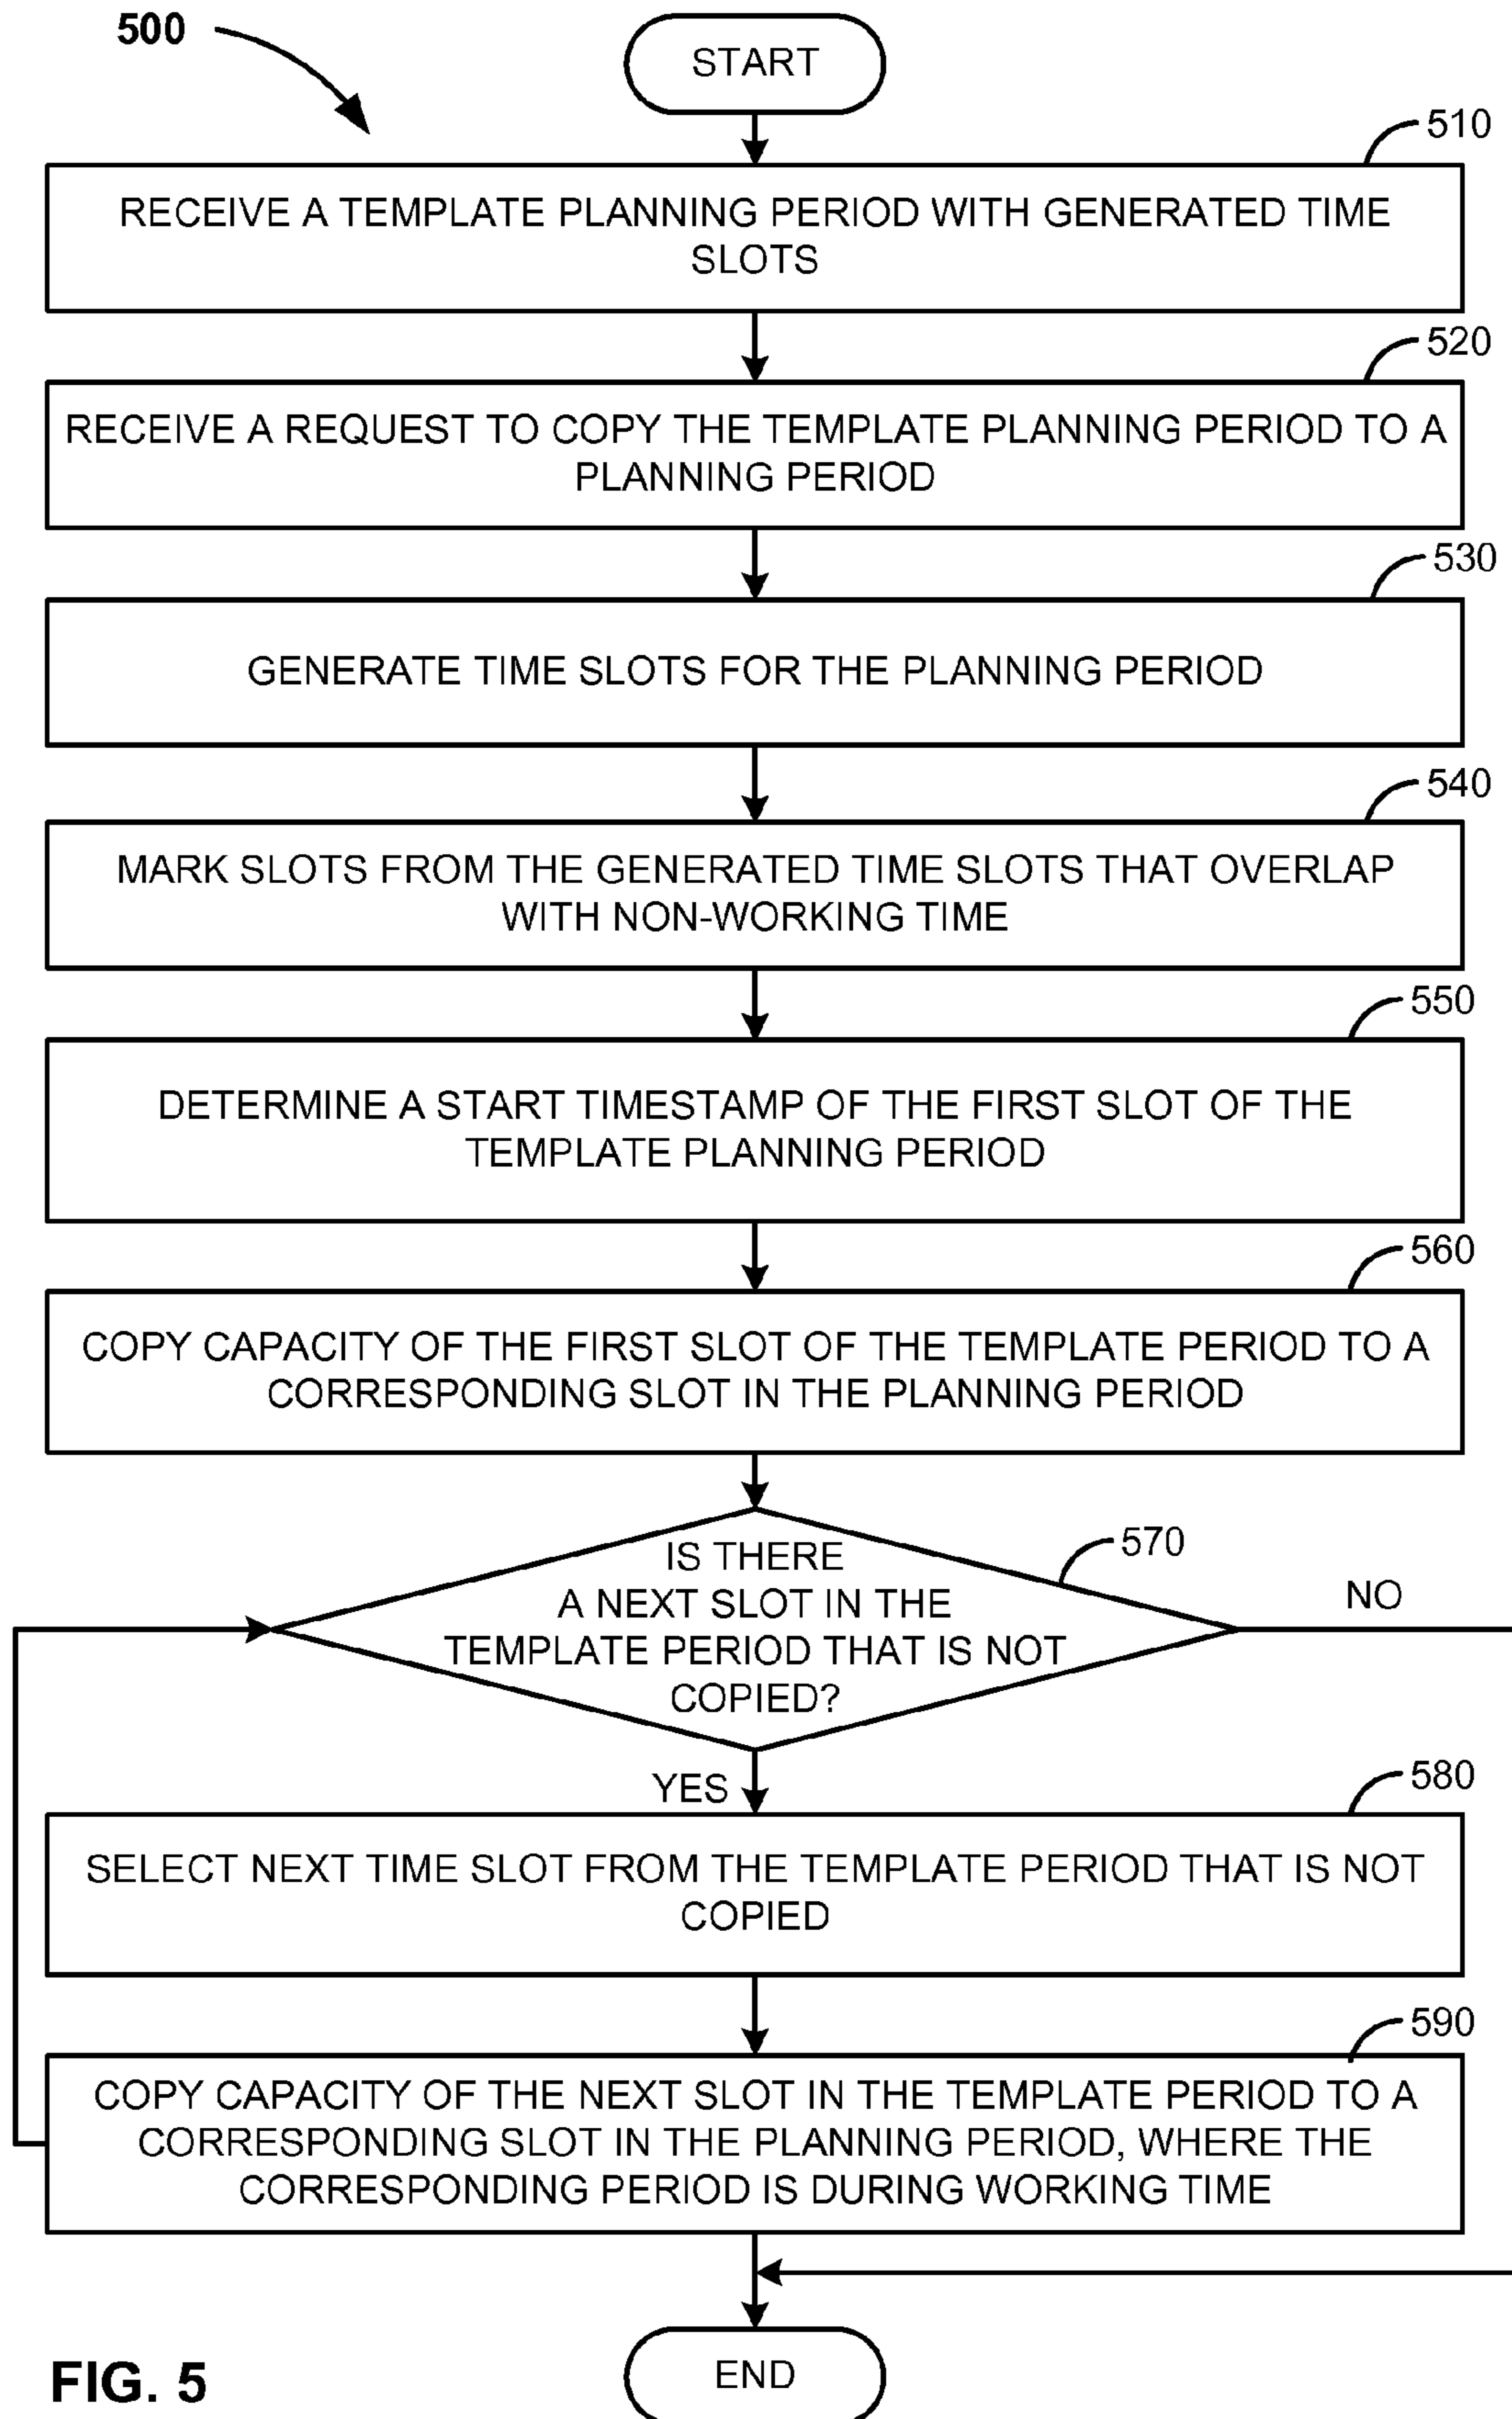 500
START
510
RECEIVE A TEMPLATE PLANNING PERIOD WITH GENERATED TIME
SLOTS
520
RECEIVE A REQUEST TO COPY THE TEMPLATE PLANNING PERIOD TO A
PLANNING PERIOD
530
GENERATE TIME SLOTS FOR THE PLANNING PERIOD
540
MARK SLOTS FROM THE GENERATED TIME SLOTS THAT OVERLAP
WITH NON-WORKING TIME
550
DETERMINE A START TIMESTAMP OF THE FIRST SLOT OF THE
TEMPLATE PLANNING PERIOD
560
COPY CAPACITY OF THE FIRST SLOT OF THE TEMPLATE PERIOD TO A
CORRESPONDING SLOT IN THE PLANNING PERIOD
570
IS THERE
A NEXT SLOT IN THE
TEMPLATE PERIOD THAT IS NOT
COPIED?
NO
YES
580
SELECT NEXT TIME SLOT FROM THE TEMPLATE PERIOD THAT IS NOT
COPIED
590
COPY CAPACITY OF THE NEXT SLOT IN THE TEMPLATE PERIOD TO A
CORRESPONDING SLOT IN THE PLANNING PERIOD, WHERE THE
CORRESPONDING PERIOD IS DURING WORKING TIME
END
FIG. 5